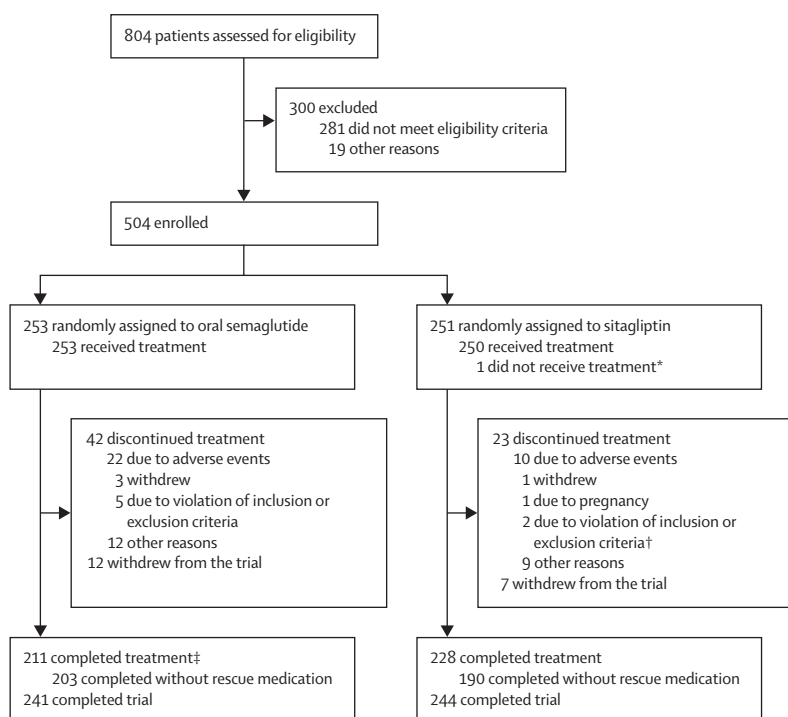 804 patients assessed for eligibility
300 excluded
281 did not meet eligibility criteria
19 other reasons
504 enrolled
253 randomly assigned to oral semaglutide
253 received treatment
251 randomly assigned to sitagliptin
250 received treatment
1 did not receive treatment*
42 discontinued treatment
22 due to adverse events
3 withdrew
5 due to violation of inclusion or
exclusion criteria
12 other reasons
12 withdrew from the trial
23 discontinued treatment
10 due to adverse events
1 withdrew
1 due to pregnancy
2 due to violation of inclusion or
exclusion criteria†
9 other reasons
7 withdrew from the trial
211 completed treatment‡
203 completed without rescue medication
241 completed trial
228 completed treatment
190 completed without rescue medication
244 completed trial